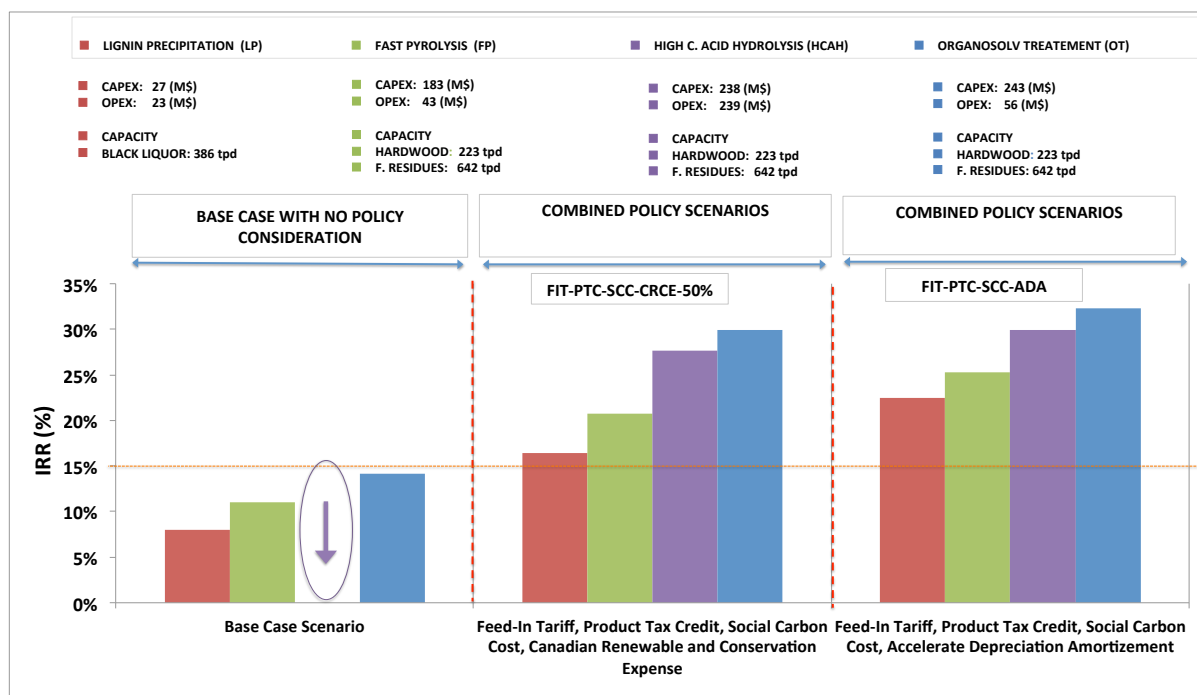 LIGNIN PRECIPITATION (LP)
FAST PYROLYSIS (FP)
HIGH C. ACID HYDROLYSIS (HCAH)
ORGANOSOLV TREATEMENT (OT)
CAPEX: 27 (M$)
OPEX: 23 (M$)
CAPACITY
BLACK LIQUOR: 386 tpd
CAPEX: 183 (M$)
OPEX: 43 (M$)
CAPACITY
HARDWOOD: 223 tpd
F. RESIDUES: 642 tpd
CAPEX: 238 (M$)
OPEX: 239 (M$)
CAPACITY
HARDWOOD: 223 tpd
F. RESIDUES: 642 tpd
CAPEX: 243 (M$)
OPEX: 56 (M$)
CAPACITY
HARDWOOD: 223 tpd
F. RESIDUES: 642 tpd
BASE CASE WITH NO POLICY
CONSIDERATION
COMBINED POLICY SCENARIOS
COMBINED POLICY SCENARIOS
FIT-PTC-SCC-CRCE-50%
FIT-PTC-SCC-ADA
IRR (%)
35%
30%
25%
20%
15%
10%
5%
0%
Base Case Scenario
Feed-In Tariff, Product Tax Credit, Social Carbon
Cost, Canadian Renewable and Conservation
Expense
Feed-In Tariff, Product Tax Credit, Social Carbon
Cost, Accelerate Depreciation Amortizement